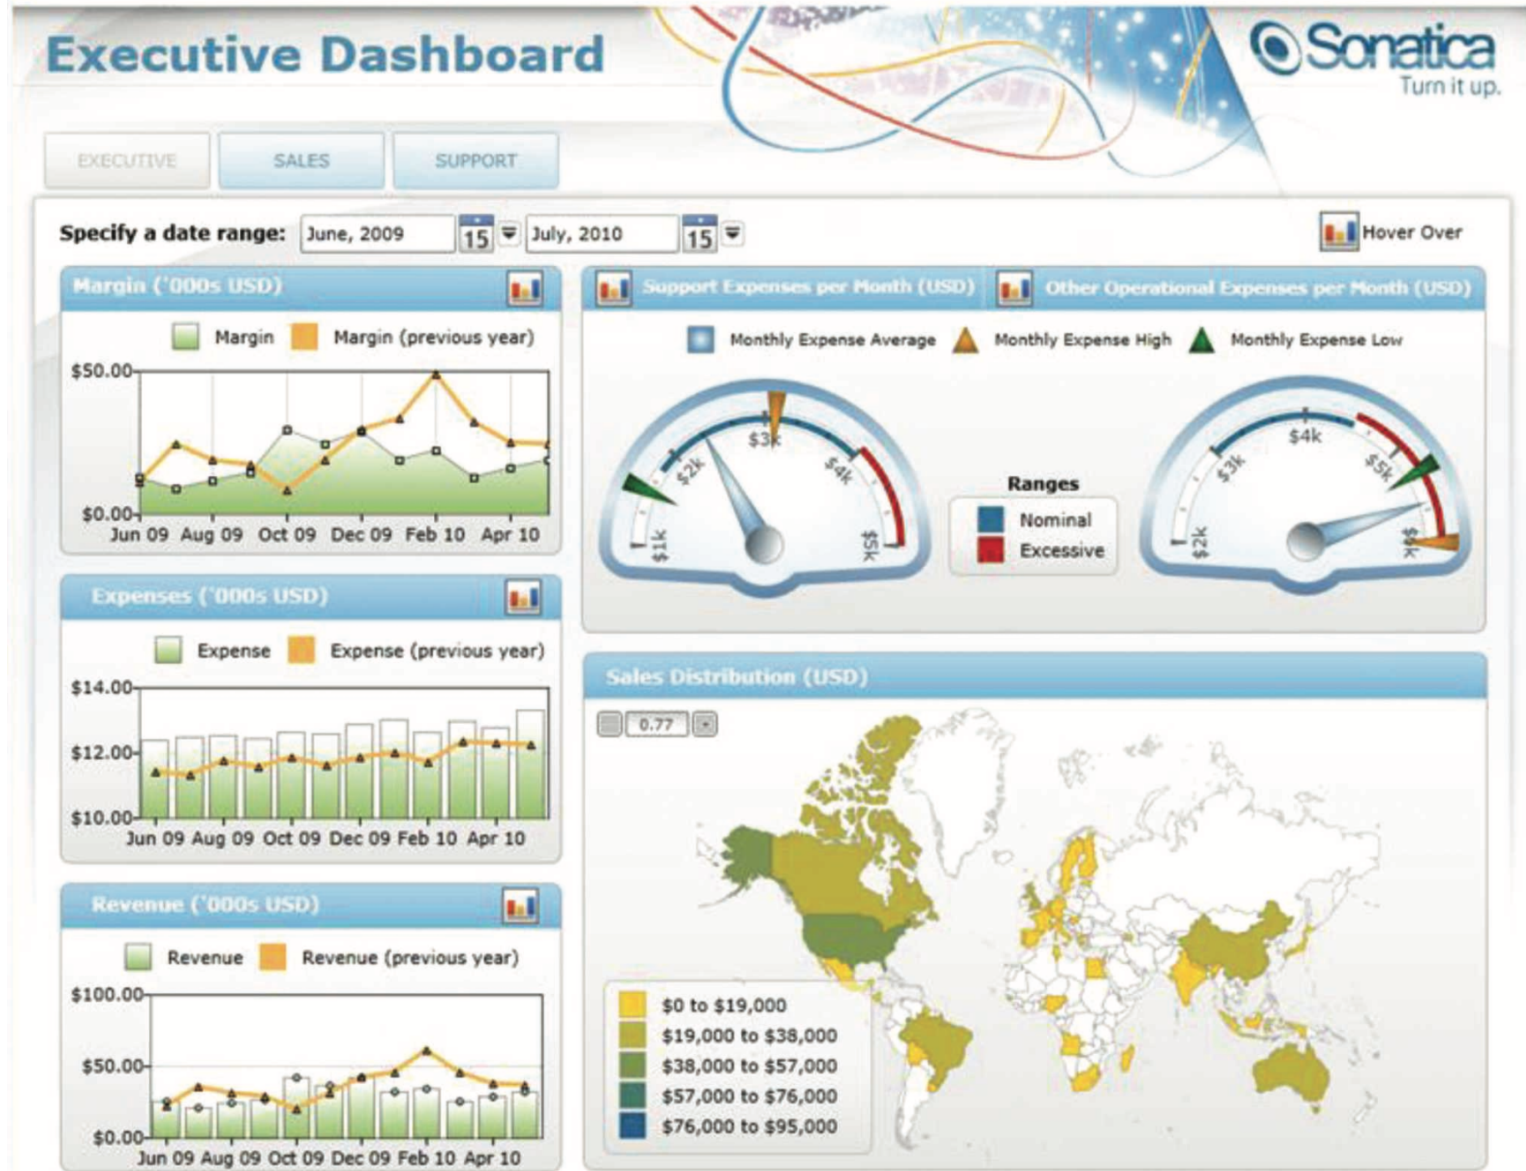 Executive Dashboard
Sonatica
Turn it up.
EXECUTIVE
SALES
SUPPORT
Specify a date range:
June, 2009
15
July, 2010
15
Hover Over
Margin ('000s USD)
Margin
Margin (previous year)
$50.00
$0.00
Jun 09 Aug 09 Oct 09 Dec 09 Feb 10 Apr 10
Expenses ('000s USD)
Expense
Expense (previous year)
$14.00
$12.00
$10.00
Jun 09 Aug 09 Oct 09 Dec 09 Feb 10 Apr 10
Revenue ('000s USD)
Revenue
Revenue (previous year)
$100.00
$50.00
$0.00
Jun 09 Aug 09 Oct 09 Dec 09 Feb 10 Apr 10
Support Expenses per Month (USD)
Other Operational Expenses per Month (USD)
Monthly Expense Average
Monthly Expense High
Monthly Expense Low
$1k
$2k
$3k
$4k
$5k
Ranges
Nominal
Excessive
$2k
$3k
$4k
$5k
$6k
Sales Distribution (USD)
0.77
$0 to $19,000
$19,000 to $38,000
$38,000 to $57,000
$57,000 to $76,000
$76,000 to $95,000